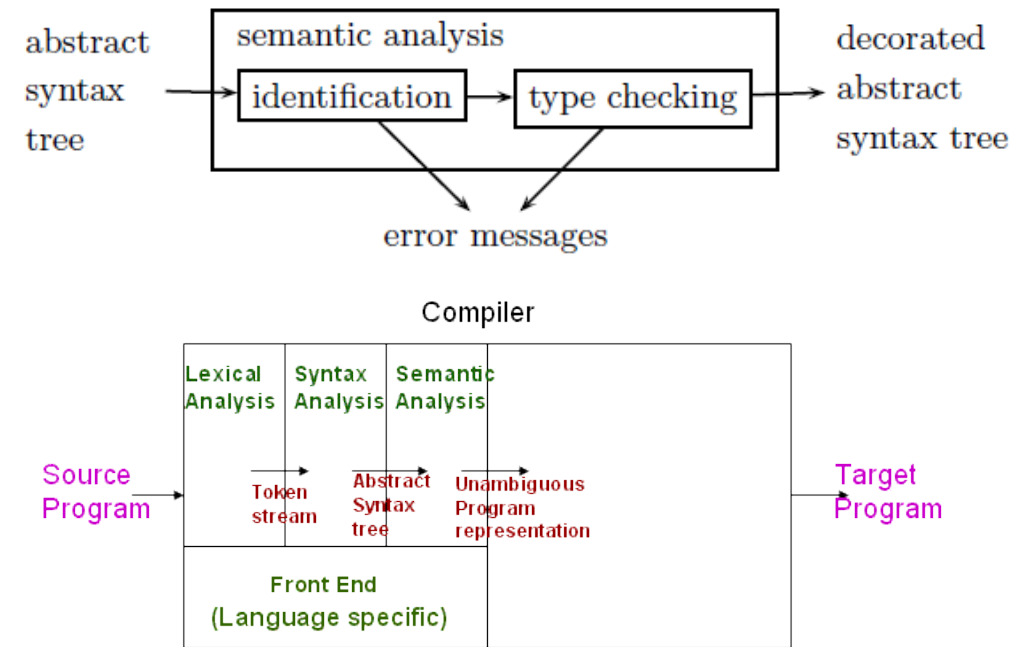 abstract
syntax
tree
semantic analysis
identification
type checking
decorated
abstract
syntax tree
error messages
Compiler
Lexical
Analysis
Syntax
Analysis
Semantic
Analysis
Source
Program
Token
stream
Abstract
Syntax
tree
Unambiguous
Program
representation
Target
Program
Front End
(Language specific)